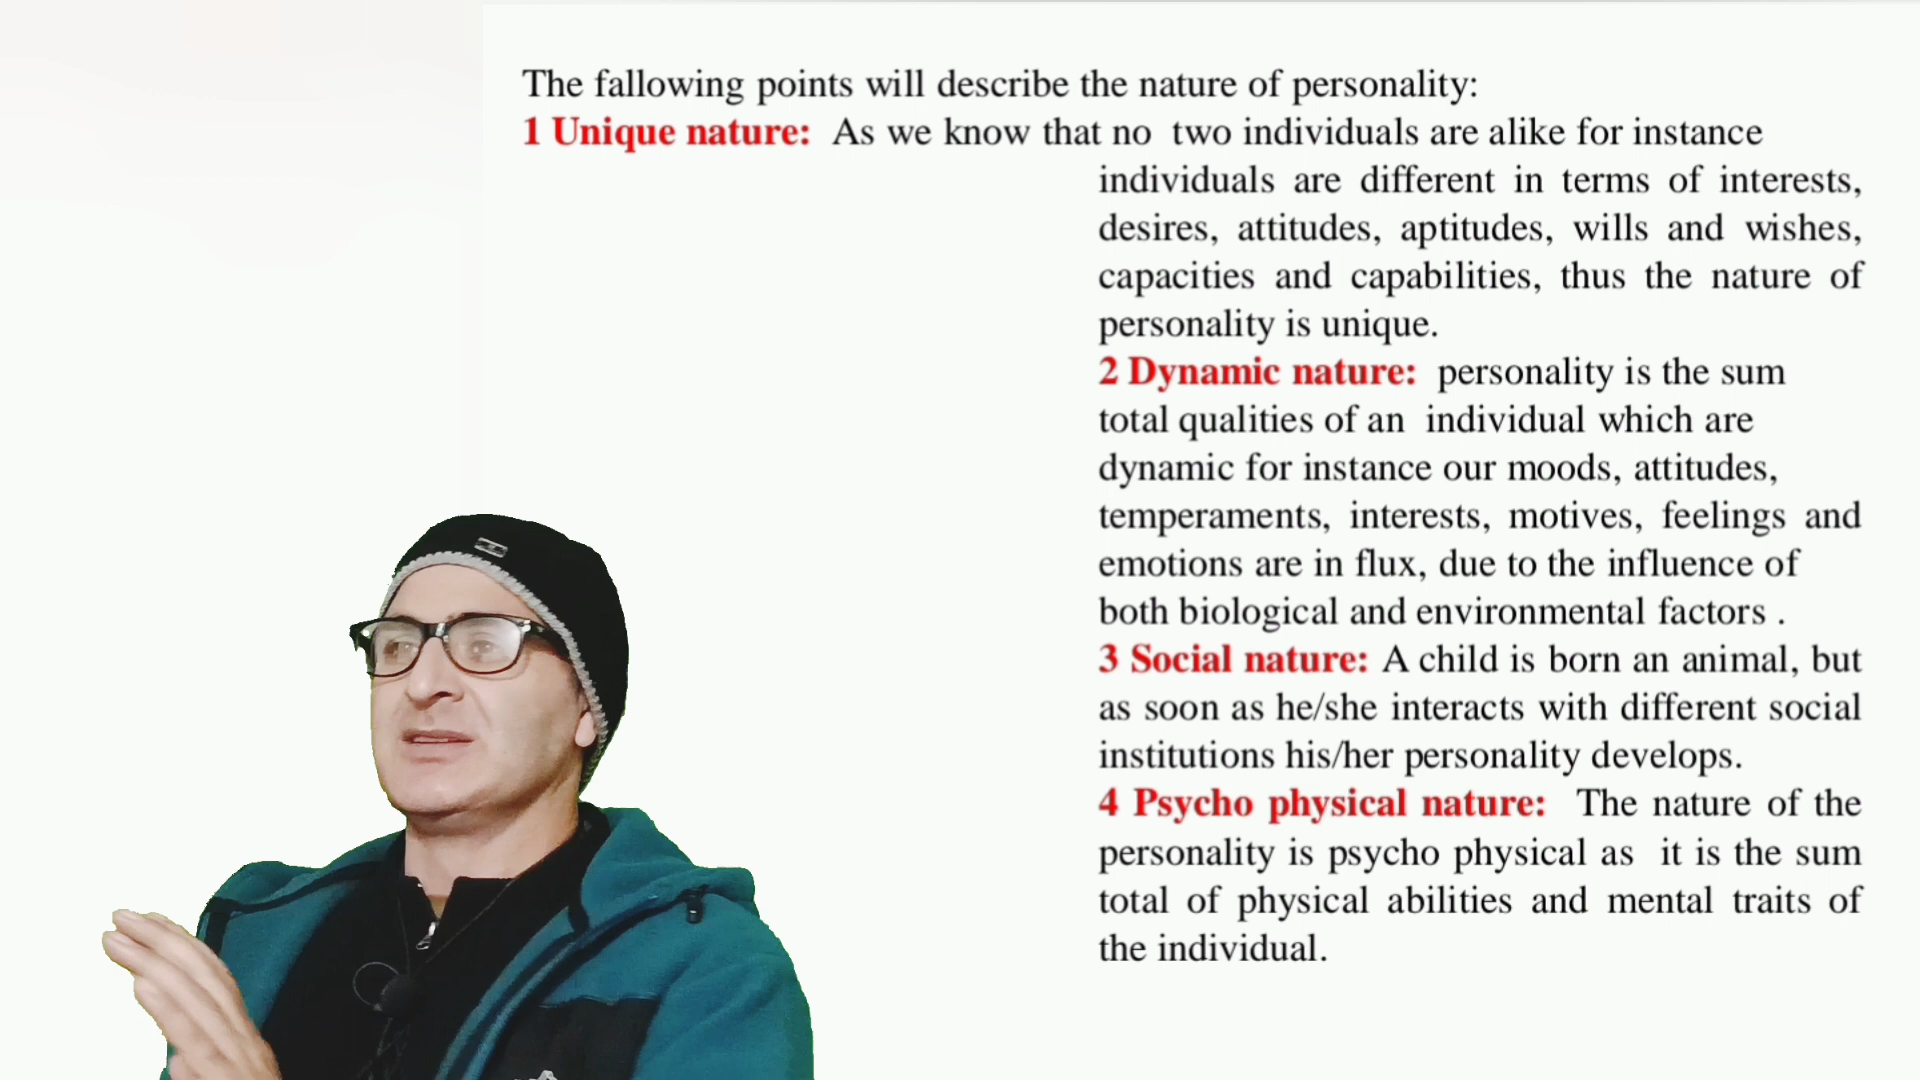 The fallowing points will describe the nature of personality:
1 Unique nature: As we know that no two individuals are alike for instance
individuals are different in terms of interests,
desires, attitudes, aptitudes, wills and wishes,
capacities and capabilities, thus the nature of
personality is unique.
2 Dynamic nature: personality is the sum
total qualities of an individual which are
dynamic for instance our moods, attitudes,
temperaments, interests, motives, feelings and
emotions are in flux, due to the influence of
both biological and environmental factors .
3 Social nature: A child is born an animal, but
as soon as he/she interacts with different social
institutions his/her personality develops.
4 Psycho physical nature: The nature of the
personality is psycho physical as it is the sum
total of physical abilities and mental traits of
the individual.